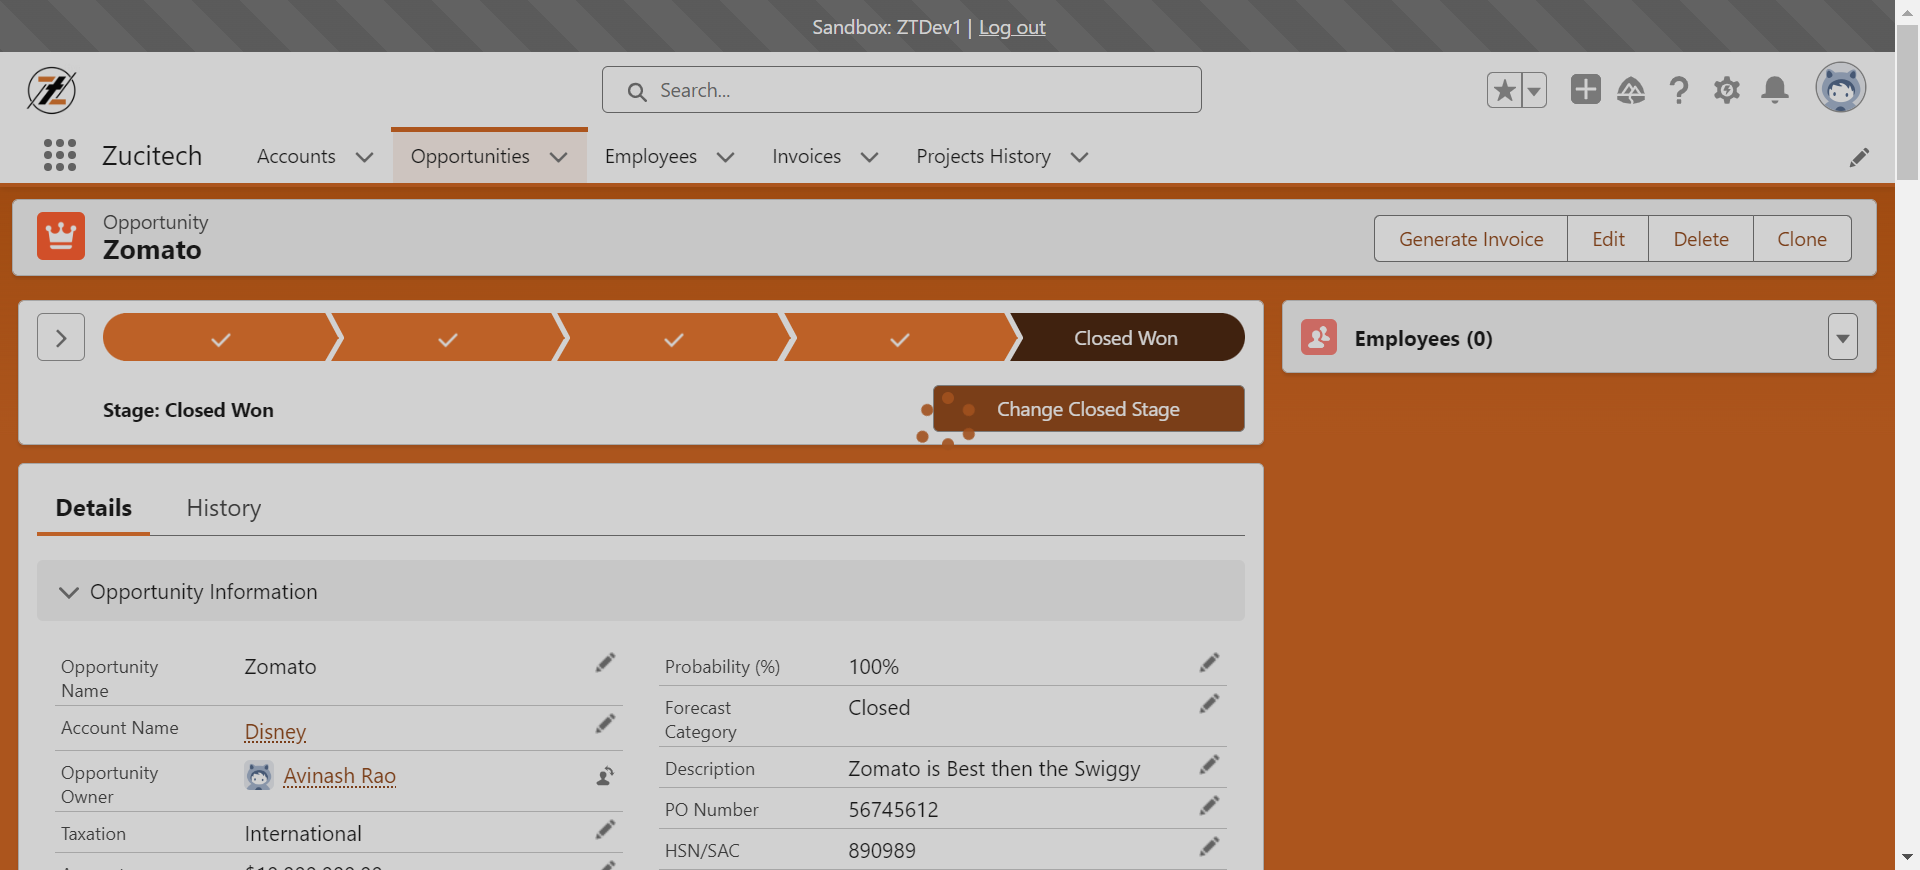 Sandbox: ZTDev1 | Log out
Search...
Zucitech
Accounts
Opportunities
Employees
Invoices
Projects History
Opportunity
Zomato
Generate Invoice
Edit
Delete
Clone
Closed Won
Stage: Closed Won
Change Closed Stage
Employees (0)
Details
History
Opportunity Information
Opportunity
Name
Zomato
Account Name
Disney
Opportunity
Owner
Avinash Rao
Taxation
International
Probability (%)
100%
Forecast
Category
Closed
Description
Zomato is Best then the Swiggy
PO Number
56745612
HSN/SAC
890989